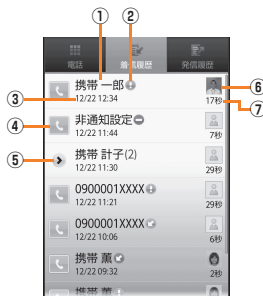 ① ②
電話 着信履歴 発信履歴
携帯 一郎 ⑥
③ 12/22 12:34 17秒 ⑦
④ 非通知設定
12/22 11:44 7秒
⑤ 携帯 計子(2)
12/22 11:30 29秒
0900001XXXX
12/22 11:21 29秒
0900001XXXX
12/22 10:06 6秒
携帯 薫
12/22 09:32 2秒
携帯 薫